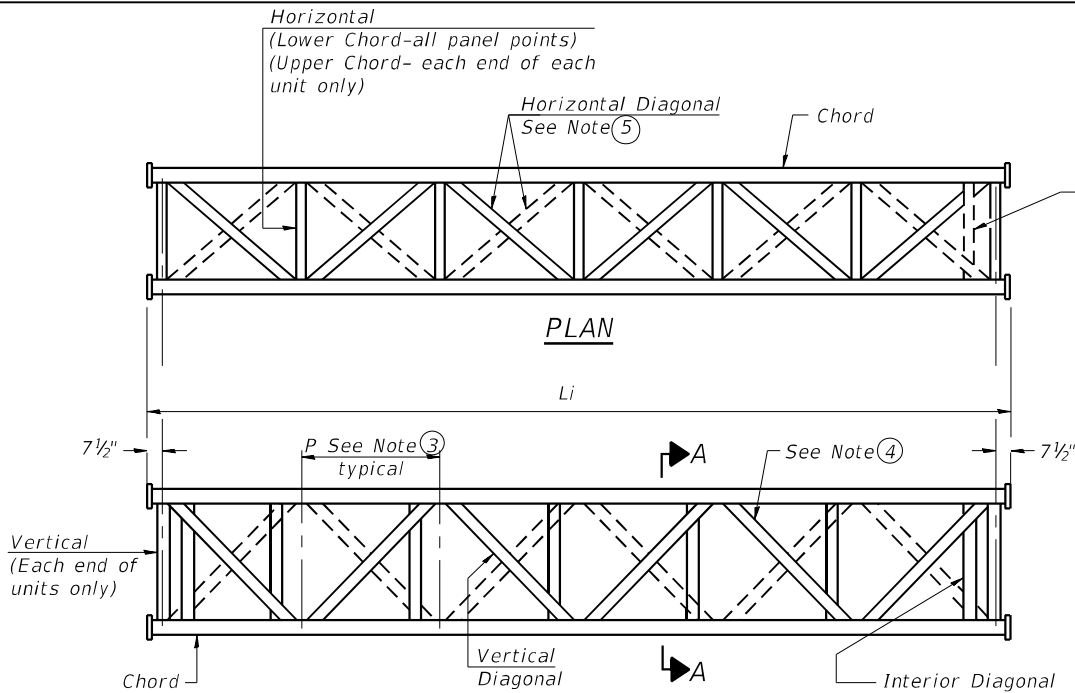 Horizontal
(Lower Chord-all panel points)
(Upper Chord- each end of each
unit only)
Horizontal Diagonal
See Note 5
Chord
PLAN
Li
7½"
P See Note 3
typical
A
See Note 4
7½"
Vertical
(Each end of
units only)
Vertical
Diagonal
A
Chord
Interior Diagonal